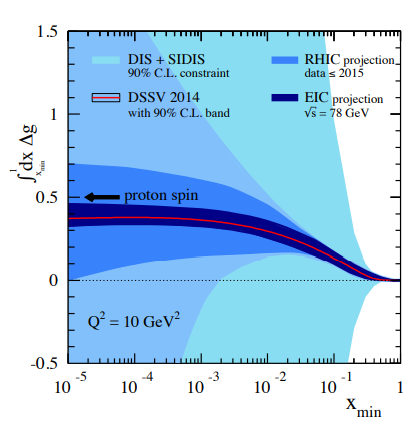 1.5
DIS + SIDIS
90% C.L. constraint
RHIC projection
data ≤ 2015
DSSV 2014
with 90% C.L. band
EIC projection
√s = 78 GeV
1
∫ 1 xmin dx Δg
0.5
proton spin
0
Q² = 10 GeV²
-0.5
10 -5
10 -4
10 -3
10 -2
10 -1
1
x min